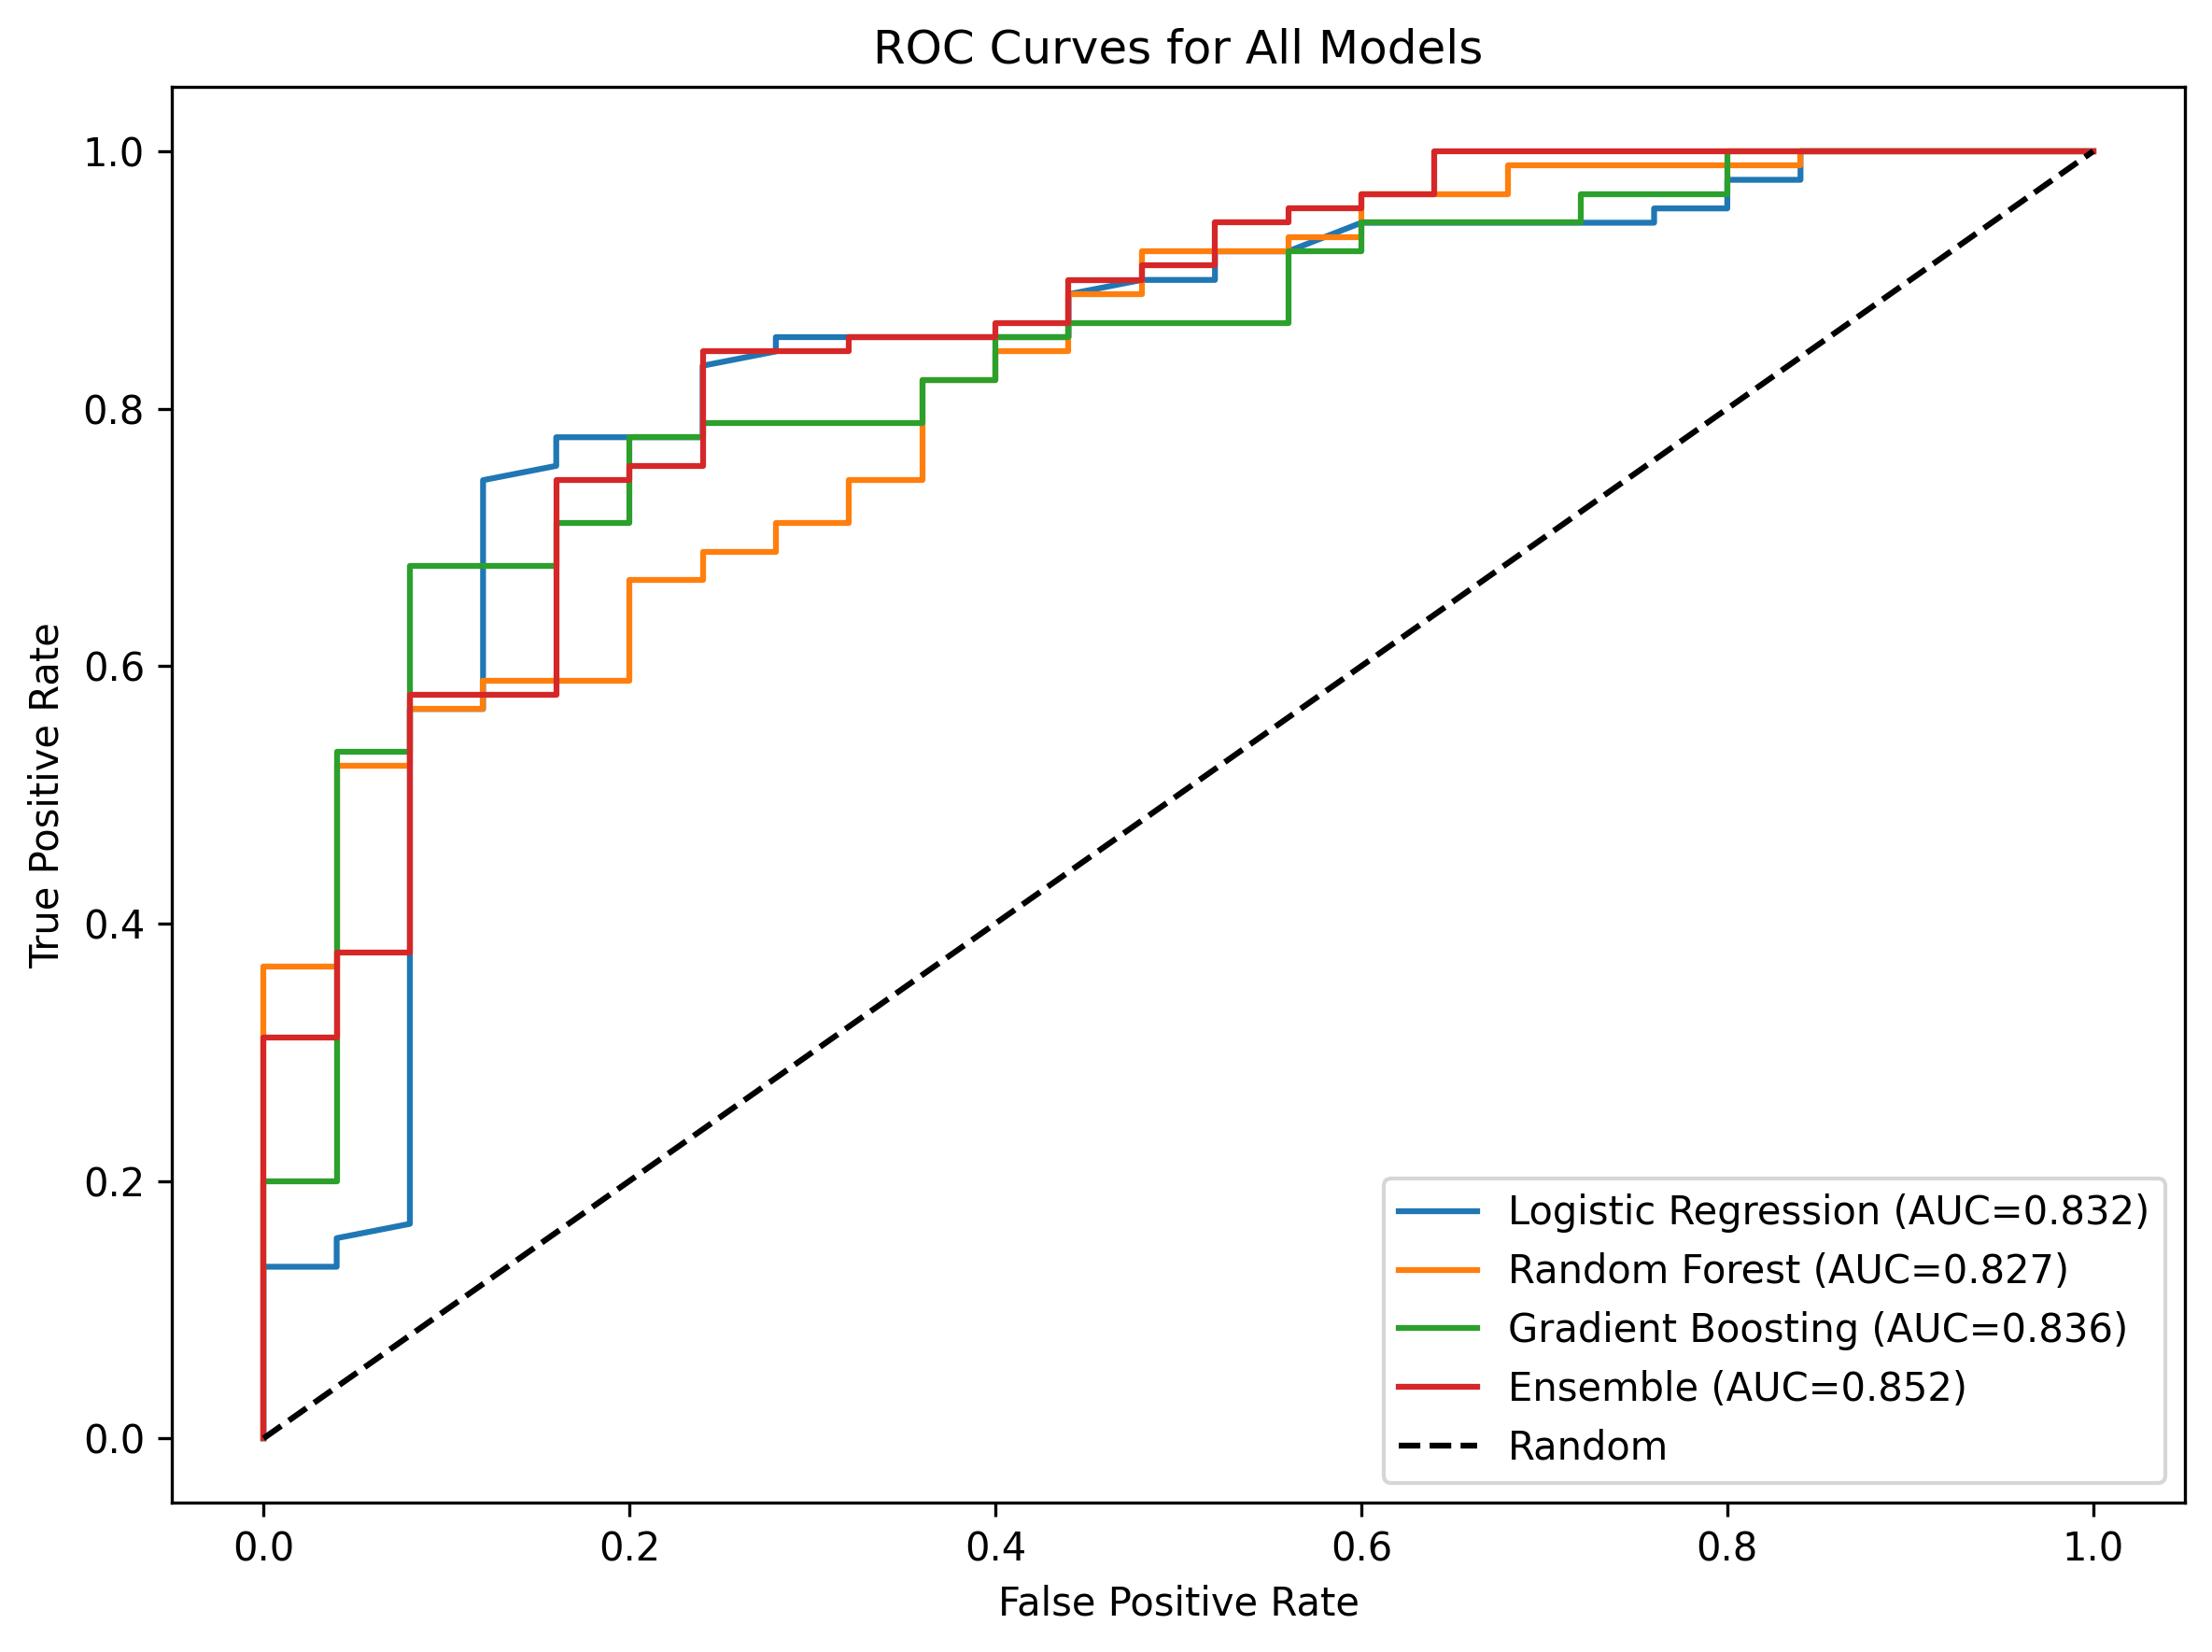 ROC Curves for All Models
True Positive Rate
1.0
0.8
0.6
0.4
0.2
0.0
0.0 0.2 0.4 0.6 0.8 1.0
False Positive Rate
Logistic Regression (AUC=0.832)
Random Forest (AUC=0.827)
Gradient Boosting (AUC=0.836)
Ensemble (AUC=0.852)
Random